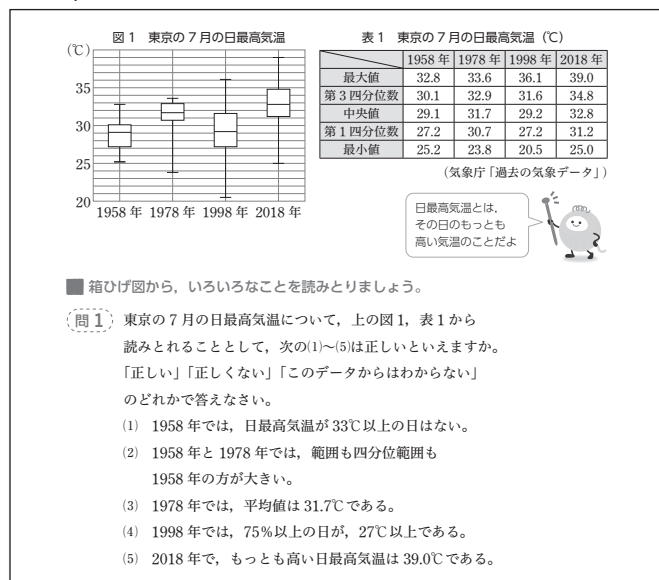 図1　東京の7月の日最高気温
(℃)
40
35
30
25
20
1958年 1978年 1998年 2018年
表1　東京の7月の日最高気温（℃）
1958年 1978年 1998年 2018年
最大値 32.8 33.6 36.1 39.0
第3四分位数 30.1 32.9 31.6 34.8
中央値 29.1 31.7 29.2 32.8
第1四分位数 27.2 30.7 27.2 31.2
最小値 25.2 23.8 20.5 25.0
（気象庁「過去の気象データ」）
日最高気温とは，
その日のもっとも
高い気温のことだよ
箱ひげ図から，いろいろなことを読みとりましょう。
問1　東京の7月の日最高気温について，上の図1，表1から
読みとれることとして，次の⑴〜⑸は正しいといえますか。
「正しい」「正しくない」「このデータからはわからない」
のどれかで答えなさい。
⑴　1958年では，日最高気温が33℃以上の日はない。
⑵　1958年と1978年では，範囲も四分位範囲も
1958年の方が大きい。
⑶　1978年では，平均値は31.7℃である。
⑷　1998年では，75%以上の日が，27℃以上である。
⑸　2018年で，もっとも高い日最高気温は39.0℃である。